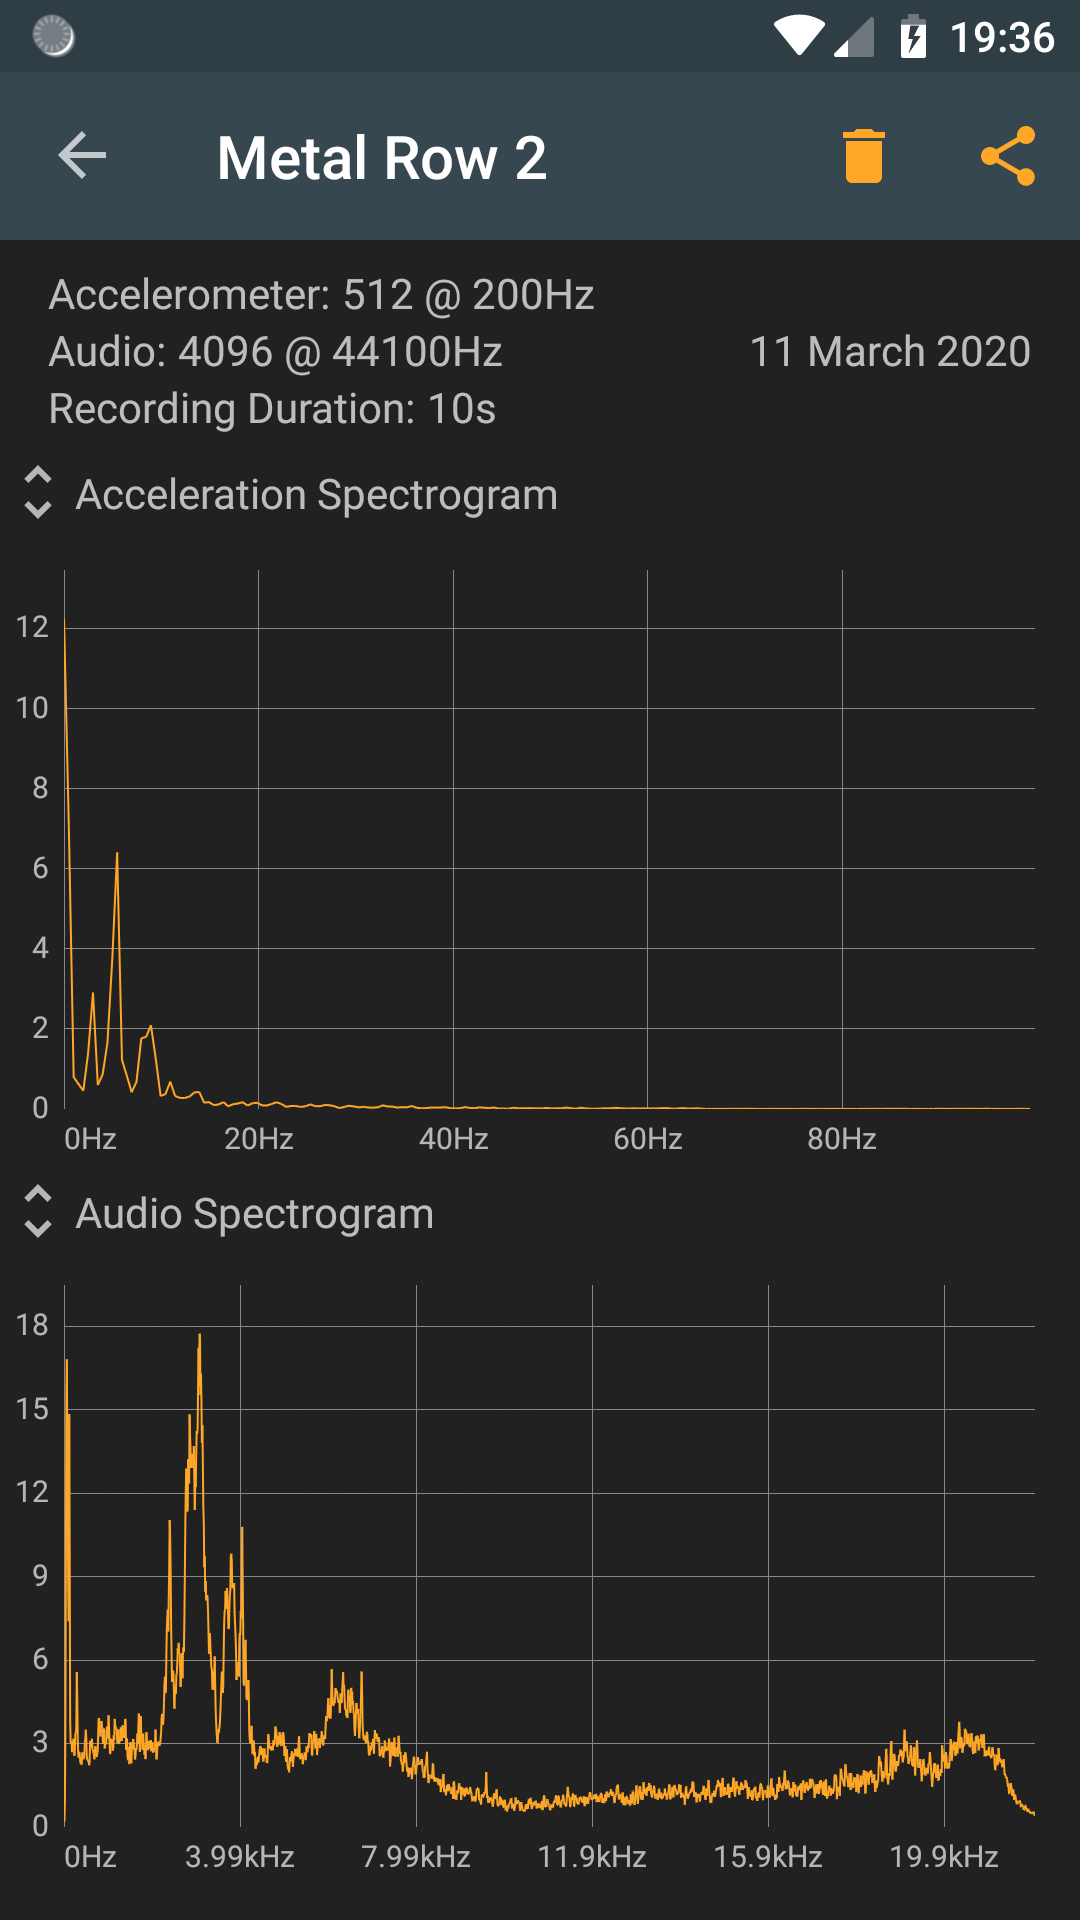 19:36
Metal Row 2
Accelerometer: 512 @ 200Hz
Audio: 4096 @ 44100Hz
11 March 2020
Recording Duration: 10s
Acceleration Spectrogram
12
10
8
6
4
2
0
0Hz 20Hz 40Hz 60Hz 80Hz
Audio Spectrogram
18
15
12
9
6
3
0
0Hz 3.99kHz 7.99kHz 11.9kHz 15.9kHz 19.9kHz